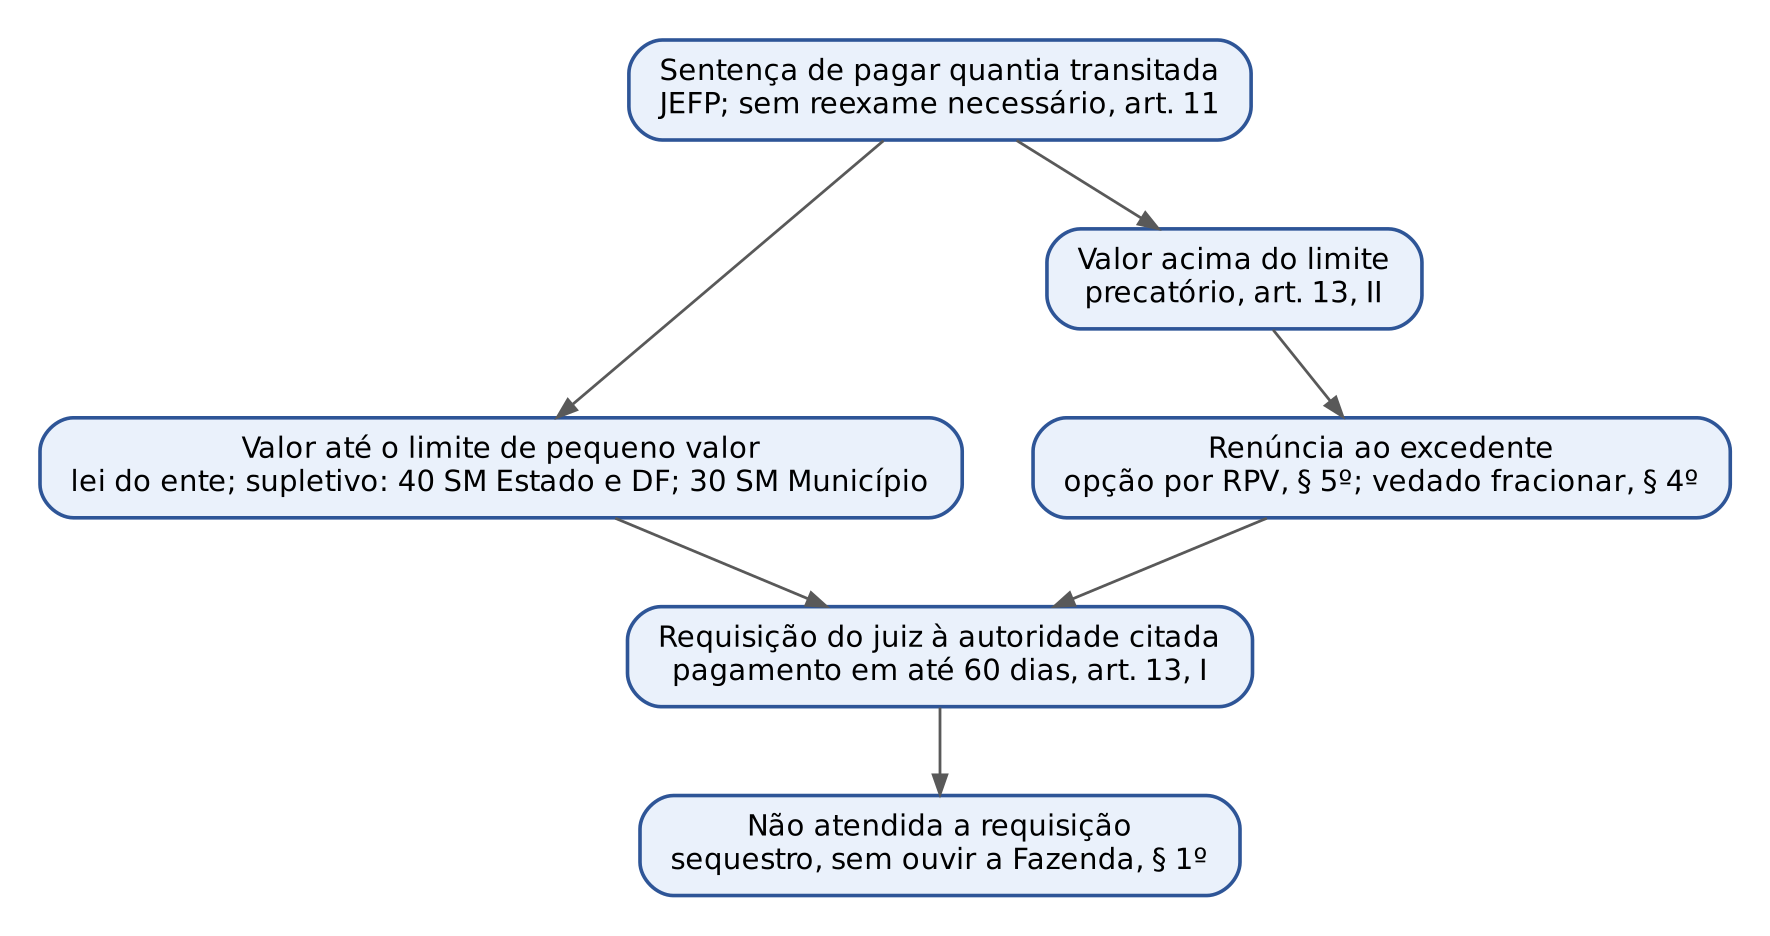 Sentença de pagar quantia transitada
JEFP; sem reexame necessário, art. 11
Valor acima do limite
precatório, art. 13, II
Valor até o limite de pequeno valor
lei do ente; supletivo: 40 SM Estado e DF; 30 SM Município
Renúncia ao excedente
opção por RPV, § 5º; vedado fracionar, § 4º
Requisição do juiz à autoridade citada
pagamento em até 60 dias, art. 13, I
Não atendida a requisição
sequestro, sem ouvir a Fazenda, § 1º